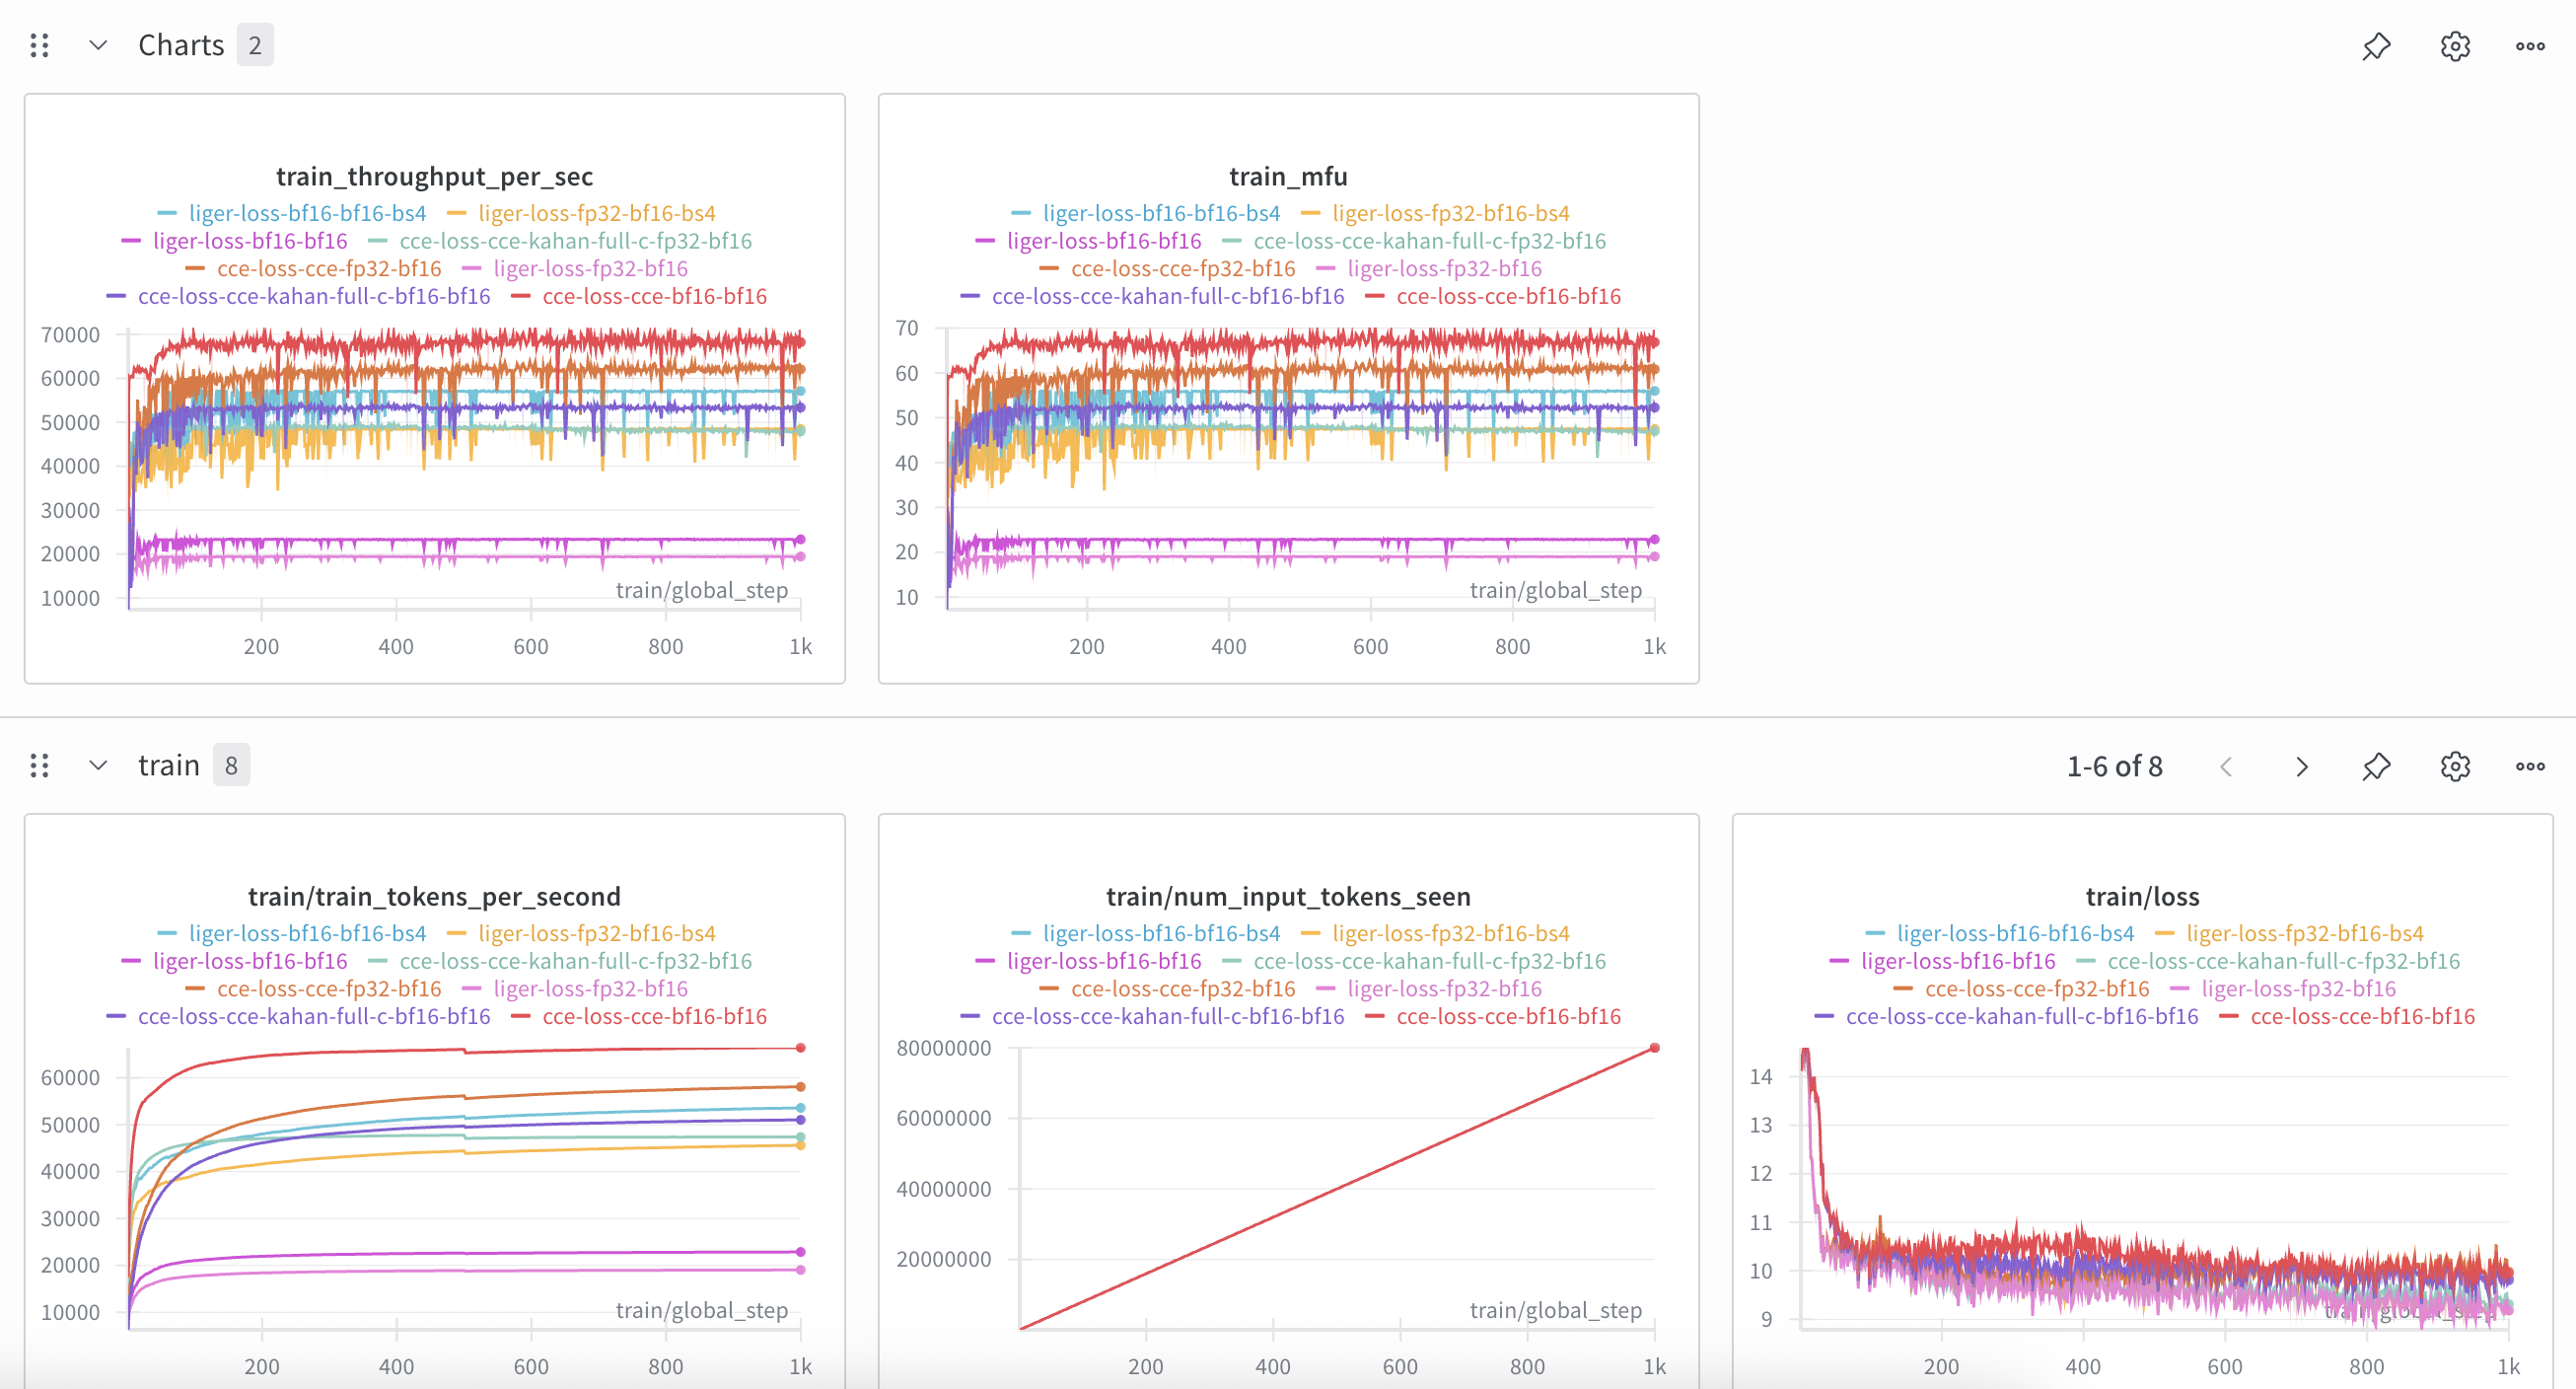 Charts 2
train_throughput_per_sec
liger-loss-bf16-bf16-bs4 liger-loss-fp32-bf16-bs4
liger-loss-bf16-bf16 cce-loss-cce-kahan-full-c-fp32-bf16
cce-loss-cce-fp32-bf16 liger-loss-fp32-bf16
cce-loss-cce-kahan-full-c-bf16-bf16 cce-loss-cce-bf16-bf16
70000
60000
50000
40000
30000
20000
10000
train/global_step
200 400 600 800 1k
train_mfu
liger-loss-bf16-bf16-bs4 liger-loss-fp32-bf16-bs4
liger-loss-bf16-bf16 cce-loss-cce-kahan-full-c-fp32-bf16
cce-loss-cce-fp32-bf16 liger-loss-fp32-bf16
cce-loss-cce-kahan-full-c-bf16-bf16 cce-loss-cce-bf16-bf16
70
60
50
40
30
20
10
train/global_step
200 400 600 800 1k
train 8
1-6 of 8
train/train_tokens_per_second
liger-loss-bf16-bf16-bs4 liger-loss-fp32-bf16-bs4
liger-loss-bf16-bf16 cce-loss-cce-kahan-full-c-fp32-bf16
cce-loss-cce-fp32-bf16 liger-loss-fp32-bf16
cce-loss-cce-kahan-full-c-bf16-bf16 cce-loss-cce-bf16-bf16
60000
50000
40000
30000
20000
10000
train/global_step
200 400 600 800 1k
train/num_input_tokens_seen
liger-loss-bf16-bf16-bs4 liger-loss-fp32-bf16-bs4
liger-loss-bf16-bf16 cce-loss-cce-kahan-full-c-fp32-bf16
cce-loss-cce-fp32-bf16 liger-loss-fp32-bf16
cce-loss-cce-kahan-full-c-bf16-bf16 cce-loss-cce-bf16-bf16
80000000
60000000
40000000
20000000
train/global_step
200 400 600 800 1k
train/loss
liger-loss-bf16-bf16-bs4 liger-loss-fp32-bf16-bs4
liger-loss-bf16-bf16 cce-loss-cce-kahan-full-c-fp32-bf16
cce-loss-cce-fp32-bf16 liger-loss-fp32-bf16
cce-loss-cce-kahan-full-c-bf16-bf16 cce-loss-cce-bf16-bf16
14
13
12
11
10
9
train/global_step
200 400 600 800 1k